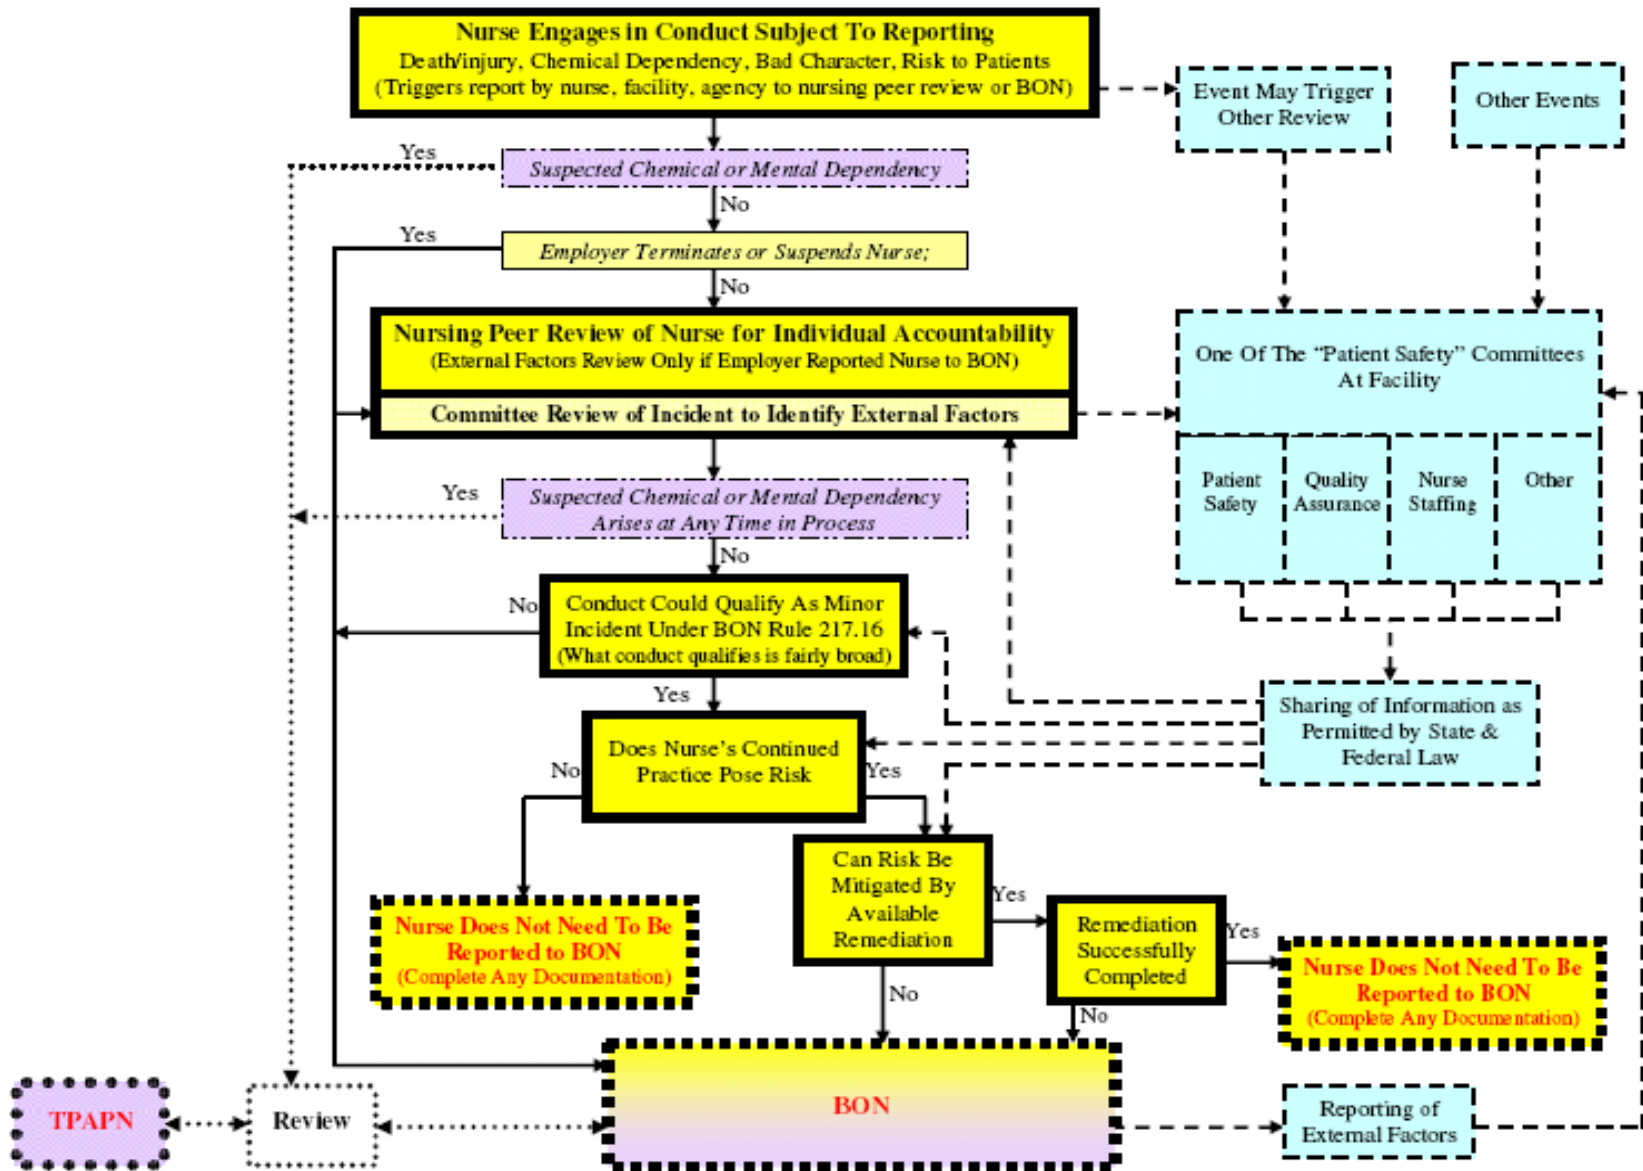 Nurse Engages in Conduct Subject To Reporting
Death/injury, Chemical Dependency, Bad Character, Risk to Patients
(Triggers report by nurse, facility, agency to nursing peer review or BON)
Event May Trigger
Other Review
Other Events
Yes
Suspected Chemical or Mental Dependency
No
Yes
Employer Terminates or Suspends Nurse;
No
Nursing Peer Review of Nurse for Individual Accountability
(External Factors Review Only if Employer Reported Nurse to BON)
Committee Review of Incident to Identify External Factors
One Of The “Patient Safety” Committees
At Facility
Patient
Safety
Quality
Assurance
Nurse
Staffing
Other
Yes
Suspected Chemical or Mental Dependency
Arises at Any Time in Process
No
No
Conduct Could Qualify As Minor
Incident Under BON Rule 217.16
(What conduct qualifies is fairly broad)
Yes
Sharing of Information as
Permitted by State &
Federal Law
Does Nurse’s Continued
Practice Pose Risk
No
Yes
Can Risk Be
Mitigated By
Available
Remediation
Yes
No
Remediation
Successfully
Completed
Yes
No
Nurse Does Not Need To Be
Reported to BON
(Complete Any Documentation)
Nurse Does Not Need To Be
Reported to BON
(Complete Any Documentation)
TPAPN
Review
BON
Reporting of
External Factors